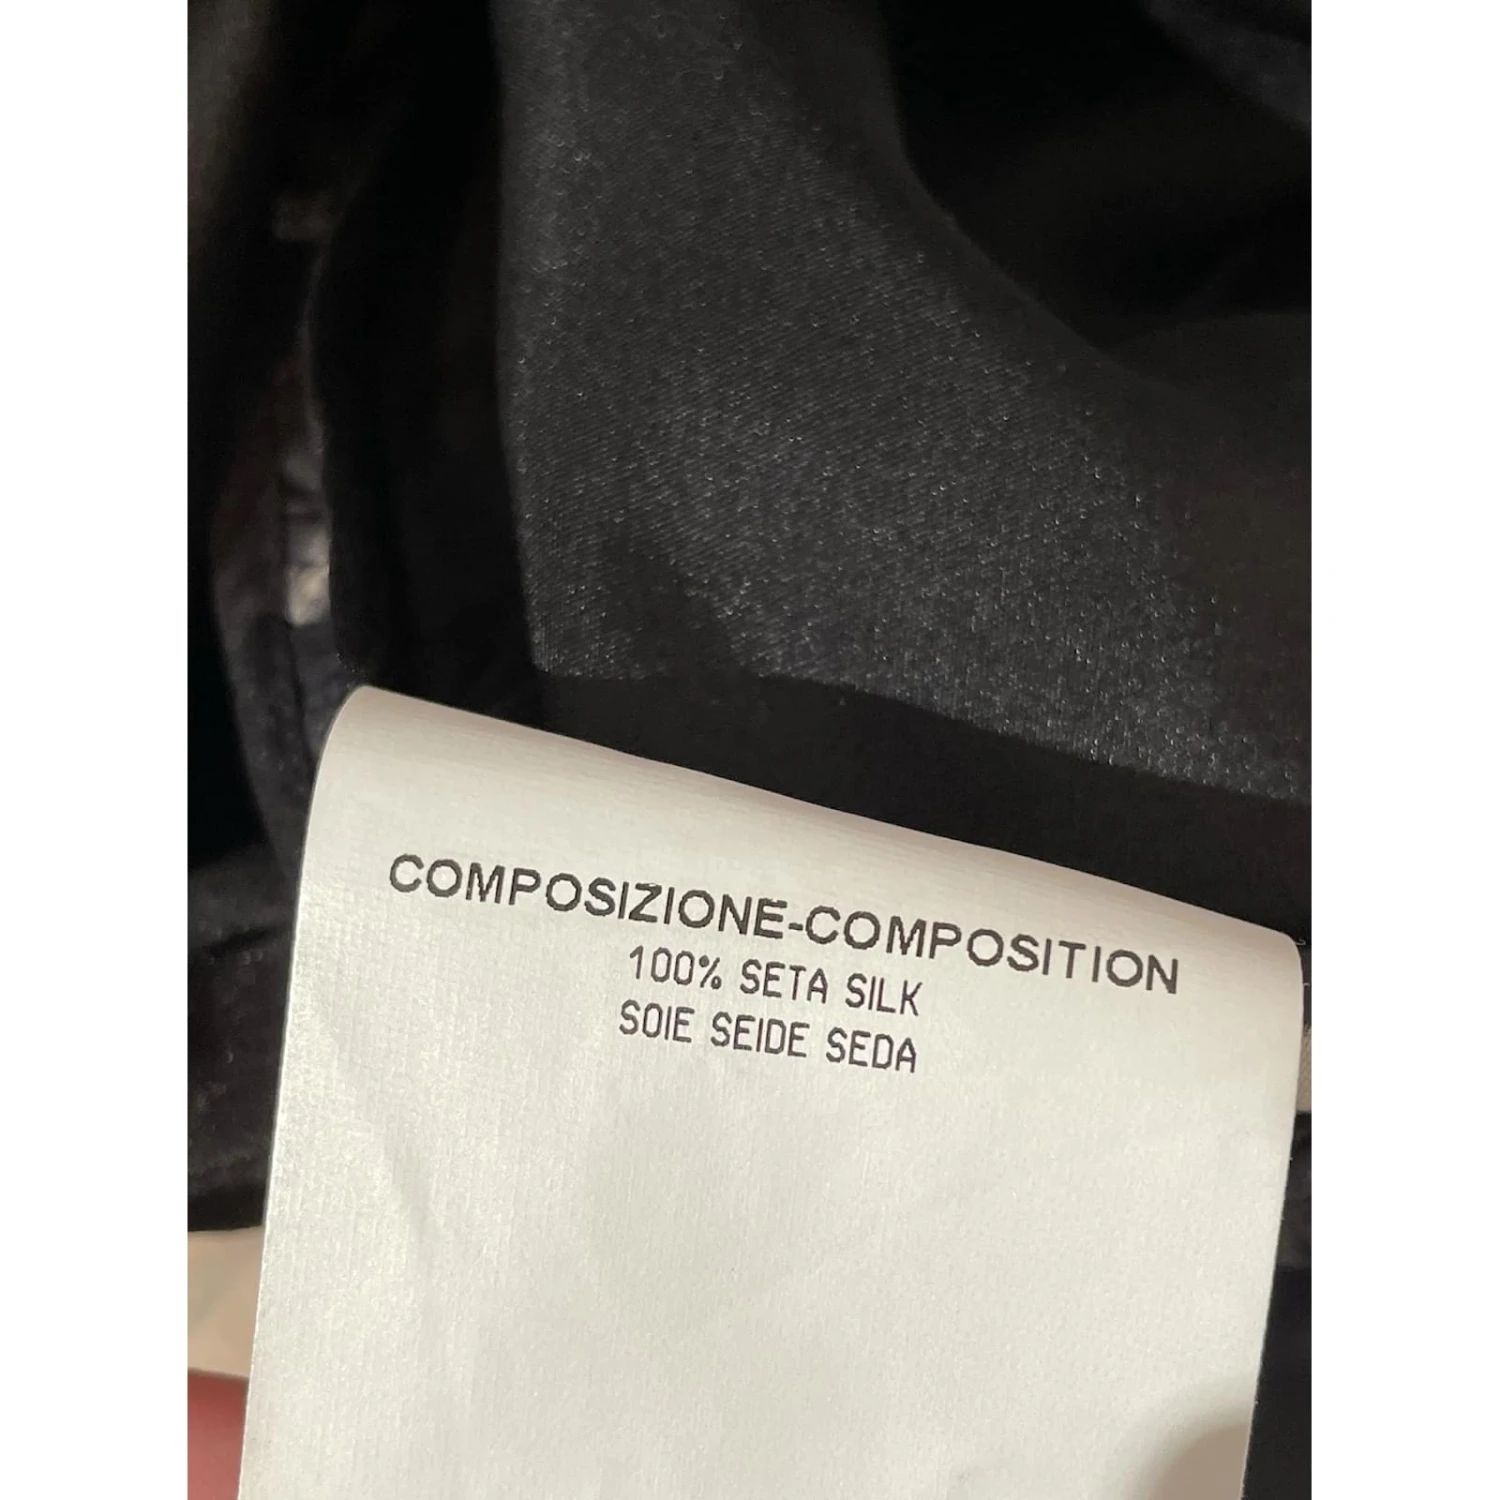 COMPOSIZIONE-COMPOSITION
100% SETA SILK
SOIE SEIDE SEDA